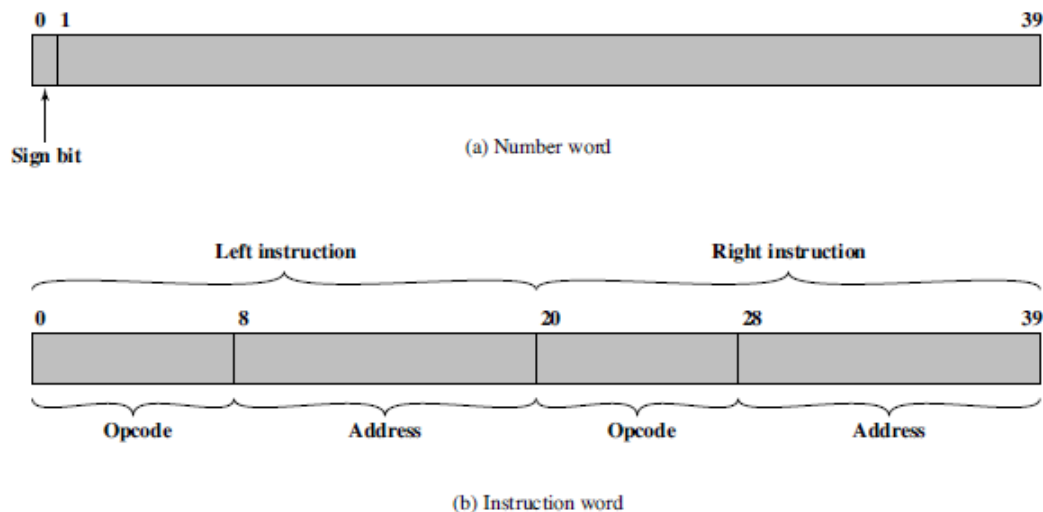 0 1 39
Sign bit
(a) Number word
Left instruction Right instruction
0 8 20 28 39
Opcode Address Opcode Address
(b) Instruction word